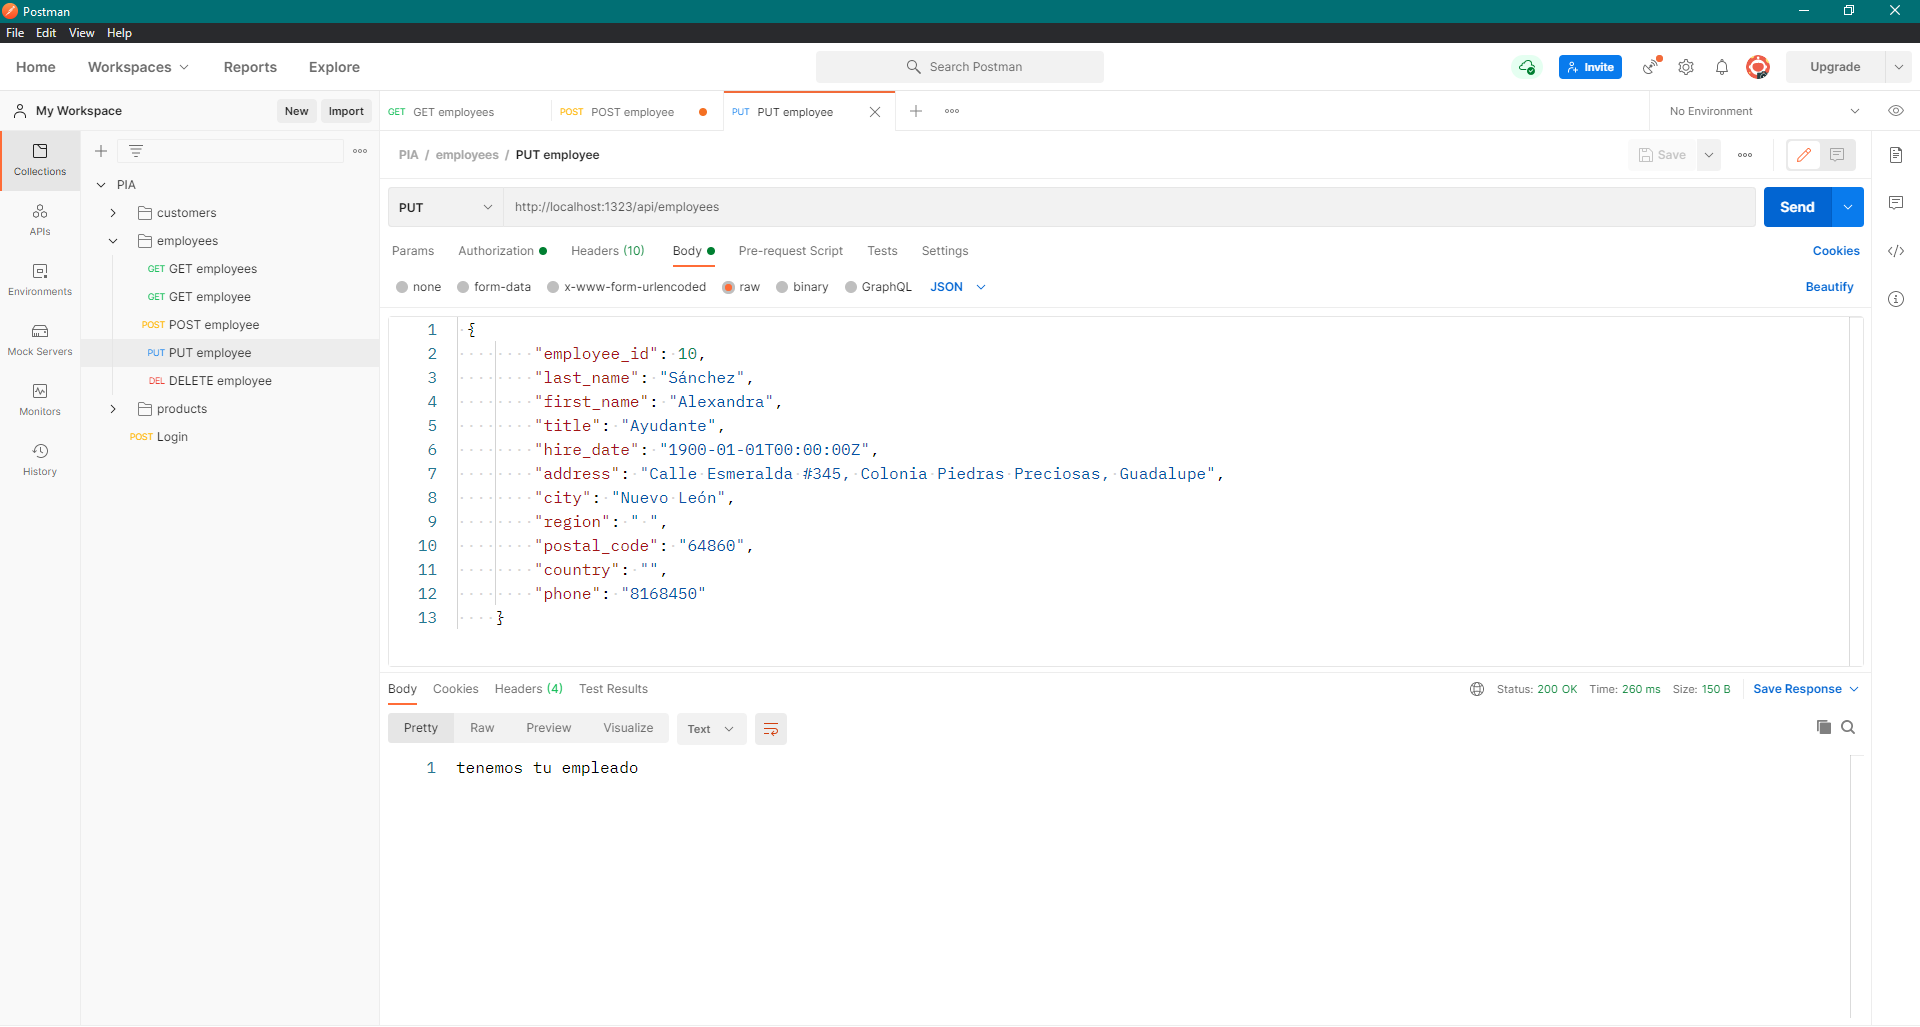 Postman
File Edit View Help
Home Workspaces Reports Explore Search Postman Invite Upgrade
My Workspace New Import GET GET employees POST POST employee PUT PUT employee No Environment
Collections
APIs
Environments
Mock Servers
Monitors
History
PIA
customers
employees
GET GET employees
GET GET employee
POST POST employee
PUT PUT employee
DEL DELETE employee
products
POST Login
PIA / employees / PUT employee Save
PUT http://localhost:1323/api/employees Send
Params Authorization Headers (10) Body Pre-request Script Tests Settings Cookies
none form-data x-www-form-urlencoded raw binary GraphQL JSON Beautify
1 {
2 "employee_id": 10,
3 "last_name": "Sánchez",
4 "first_name": "Alexandra",
5 "title": "Ayudante",
6 "hire_date": "1900-01-01T00:00:00Z",
7 "address": "Calle Esmeralda #345, Colonia Piedras Preciosas, Guadalupe",
8 "city": "Nuevo León",
9 "region": " ",
10 "postal_code": "64860",
11 "country": "",
12 "phone": "8168450"
13 }
Body Cookies Headers (4) Test Results Status: 200 OK Time: 260 ms Size: 150 B Save Response
Pretty Raw Preview Visualize Text
1 tenemos tu empleado